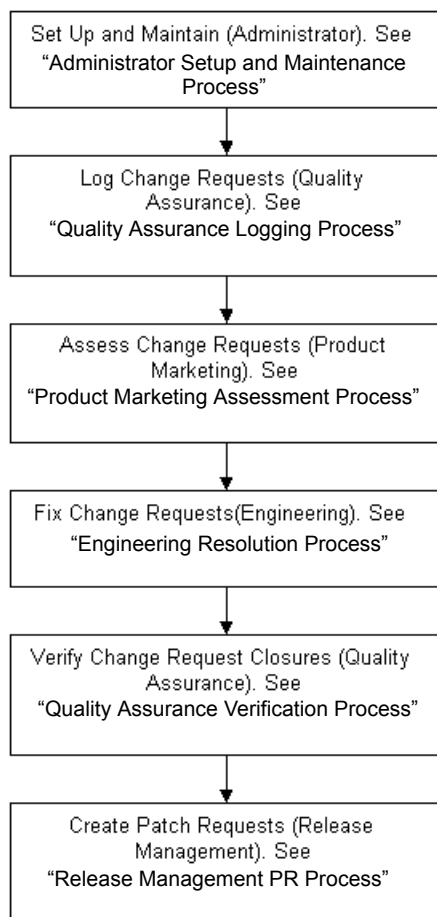 Set Up and Maintain (Administrator). See
“Administrator Setup and Maintenance
Process”
Log Change Requests (Quality
Assurance). See
“Quality Assurance Logging Process”
Assess Change Requests (Product
Marketing). See
“Product Marketing Assessment Process”
Fix Change Requests(Engineering). See
“Engineering Resolution Process”
Verify Change Request Closures (Quality
Assurance). See
“Quality Assurance Verification Process”
Create Patch Requests (Release
Management). See
“Release Management PR Process”